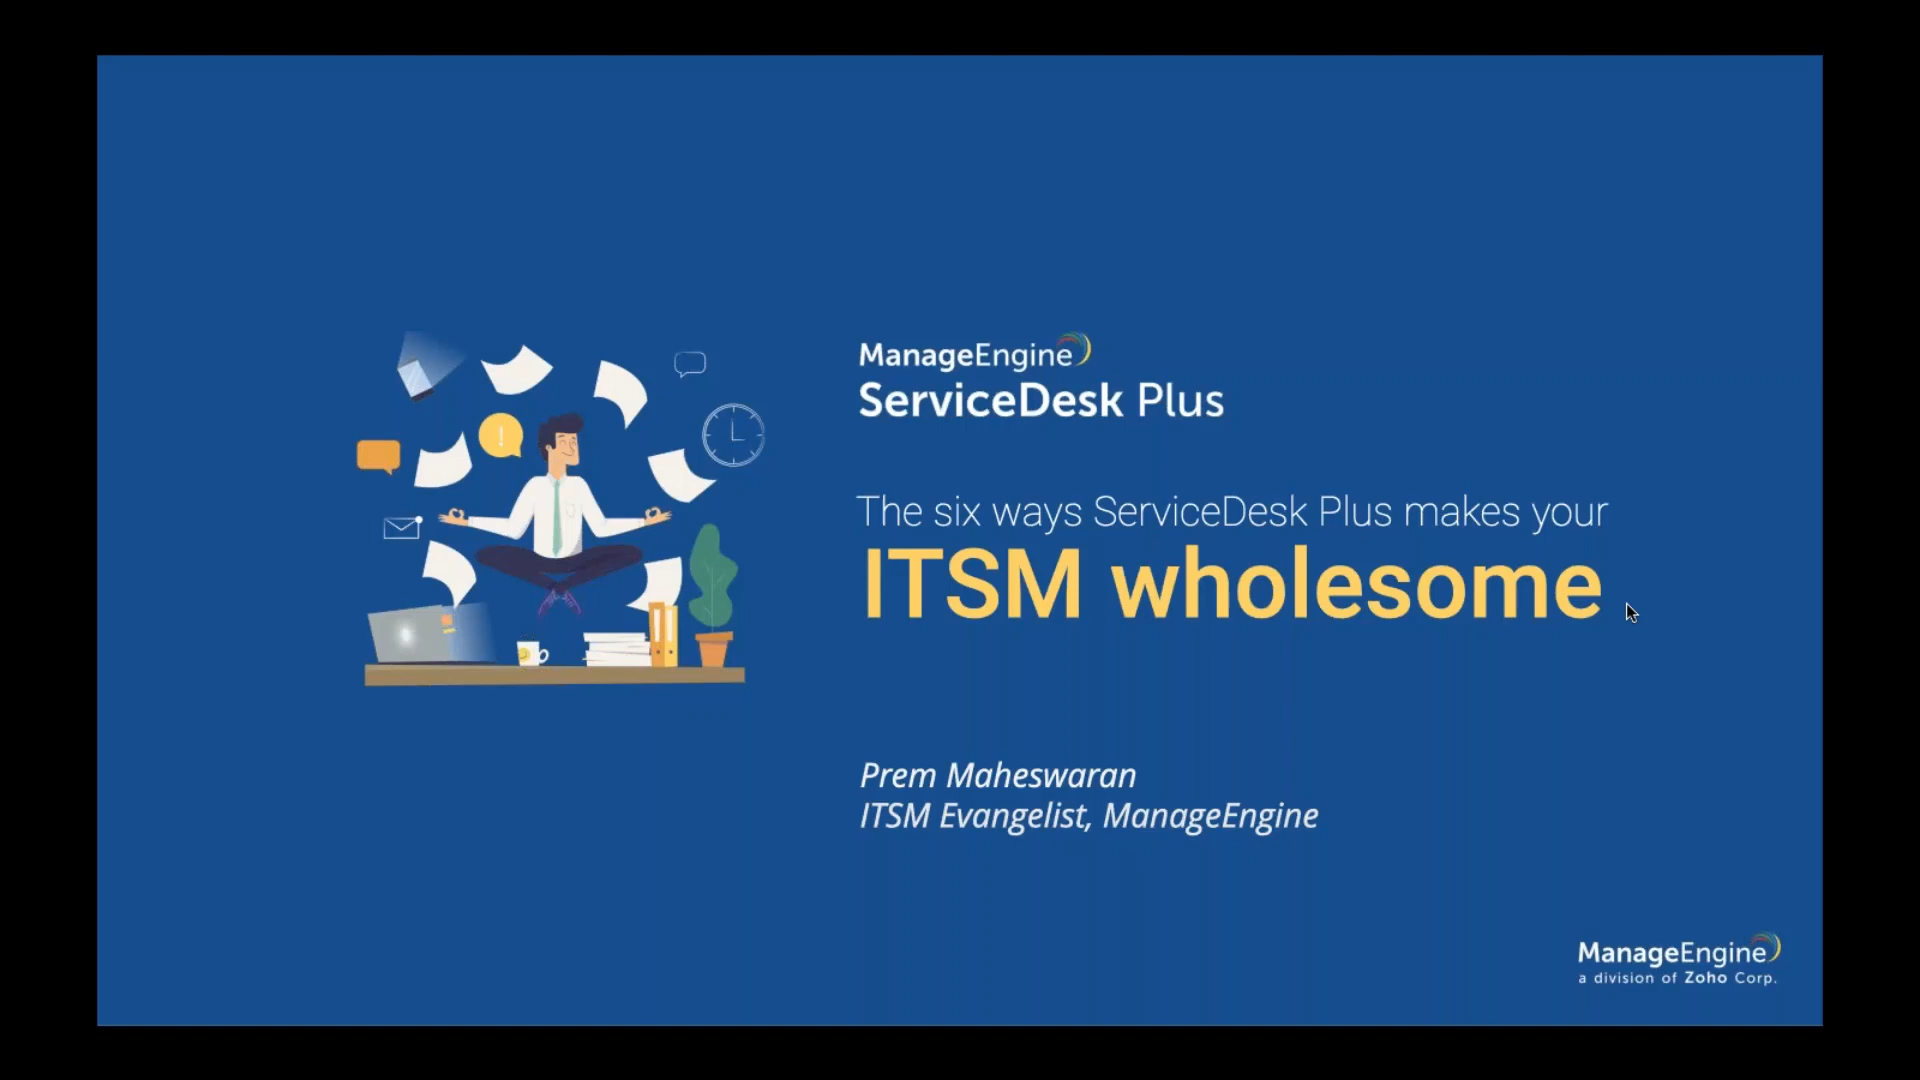 ManageEngine
ServiceDesk Plus
The six ways ServiceDesk Plus makes your
ITSM wholesome
Prem Maheswaran
ITSM Evangelist, ManageEngine
ManageEngine
a division of Zoho Corp.